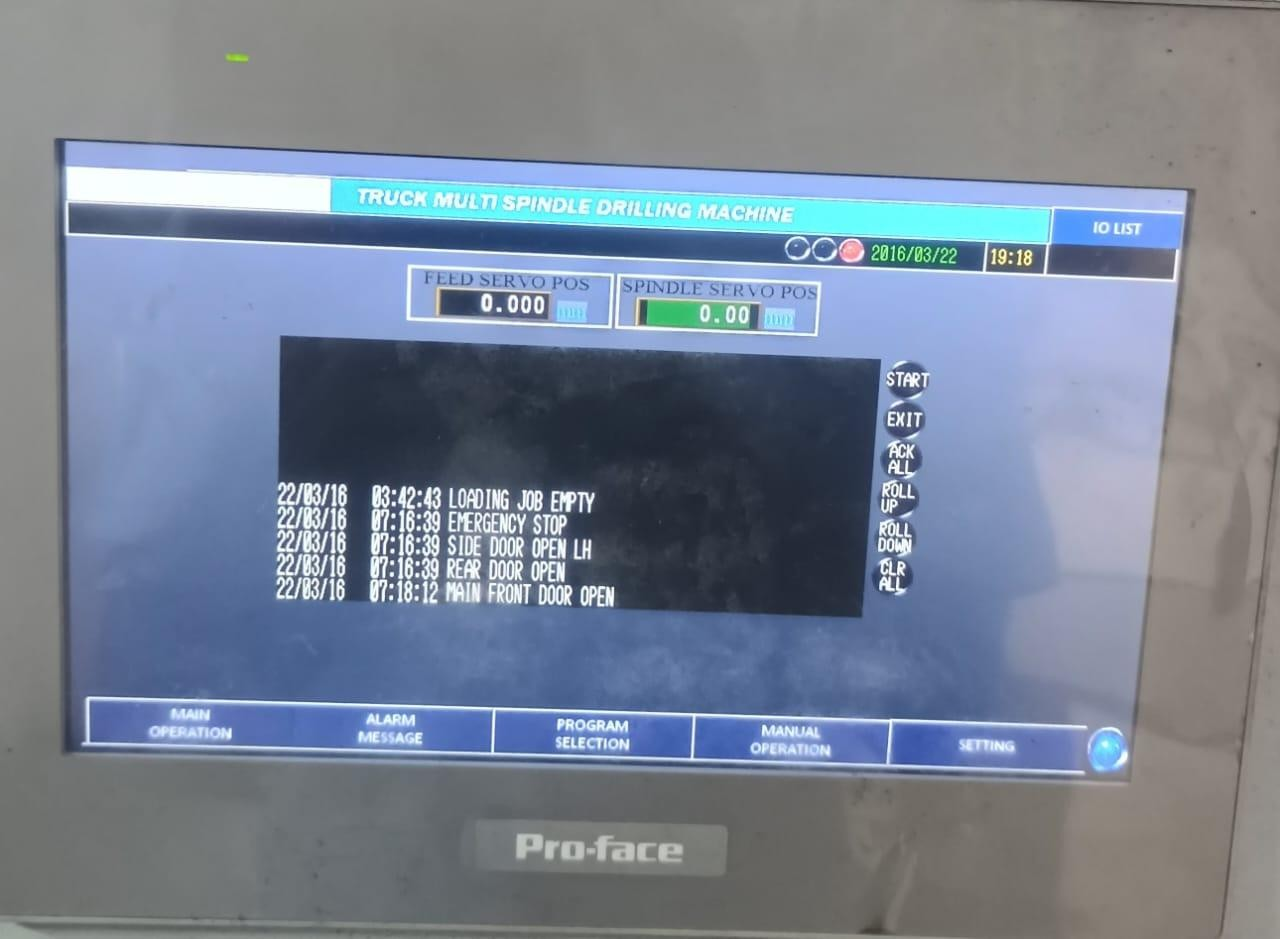 TRUCK MULTI SPINDLE DRILLING MACHINE
IO LIST
2016/03/22 19:18
FEED SERVO POS
0.000 mm
SPINDLE SERVO POS
0.00 mm
START
EXIT
ACK
ALL
ROLL
UP
ROLL
DOWN
CLR
ALL
22/03/16 03:42:43 LOADING JOB EMPTY
22/03/16 07:16:39 EMERGENCY STOP
22/03/16 07:16:39 SIDE DOOR OPEN LH
22/03/16 07:16:39 REAR DOOR OPEN
22/03/16 07:18:12 MAIN FRONT DOOR OPEN
MAIN
OPERATION
ALARM
MESSAGE
PROGRAM
SELECTION
MANUAL
OPERATION
SETTING
Pro-face